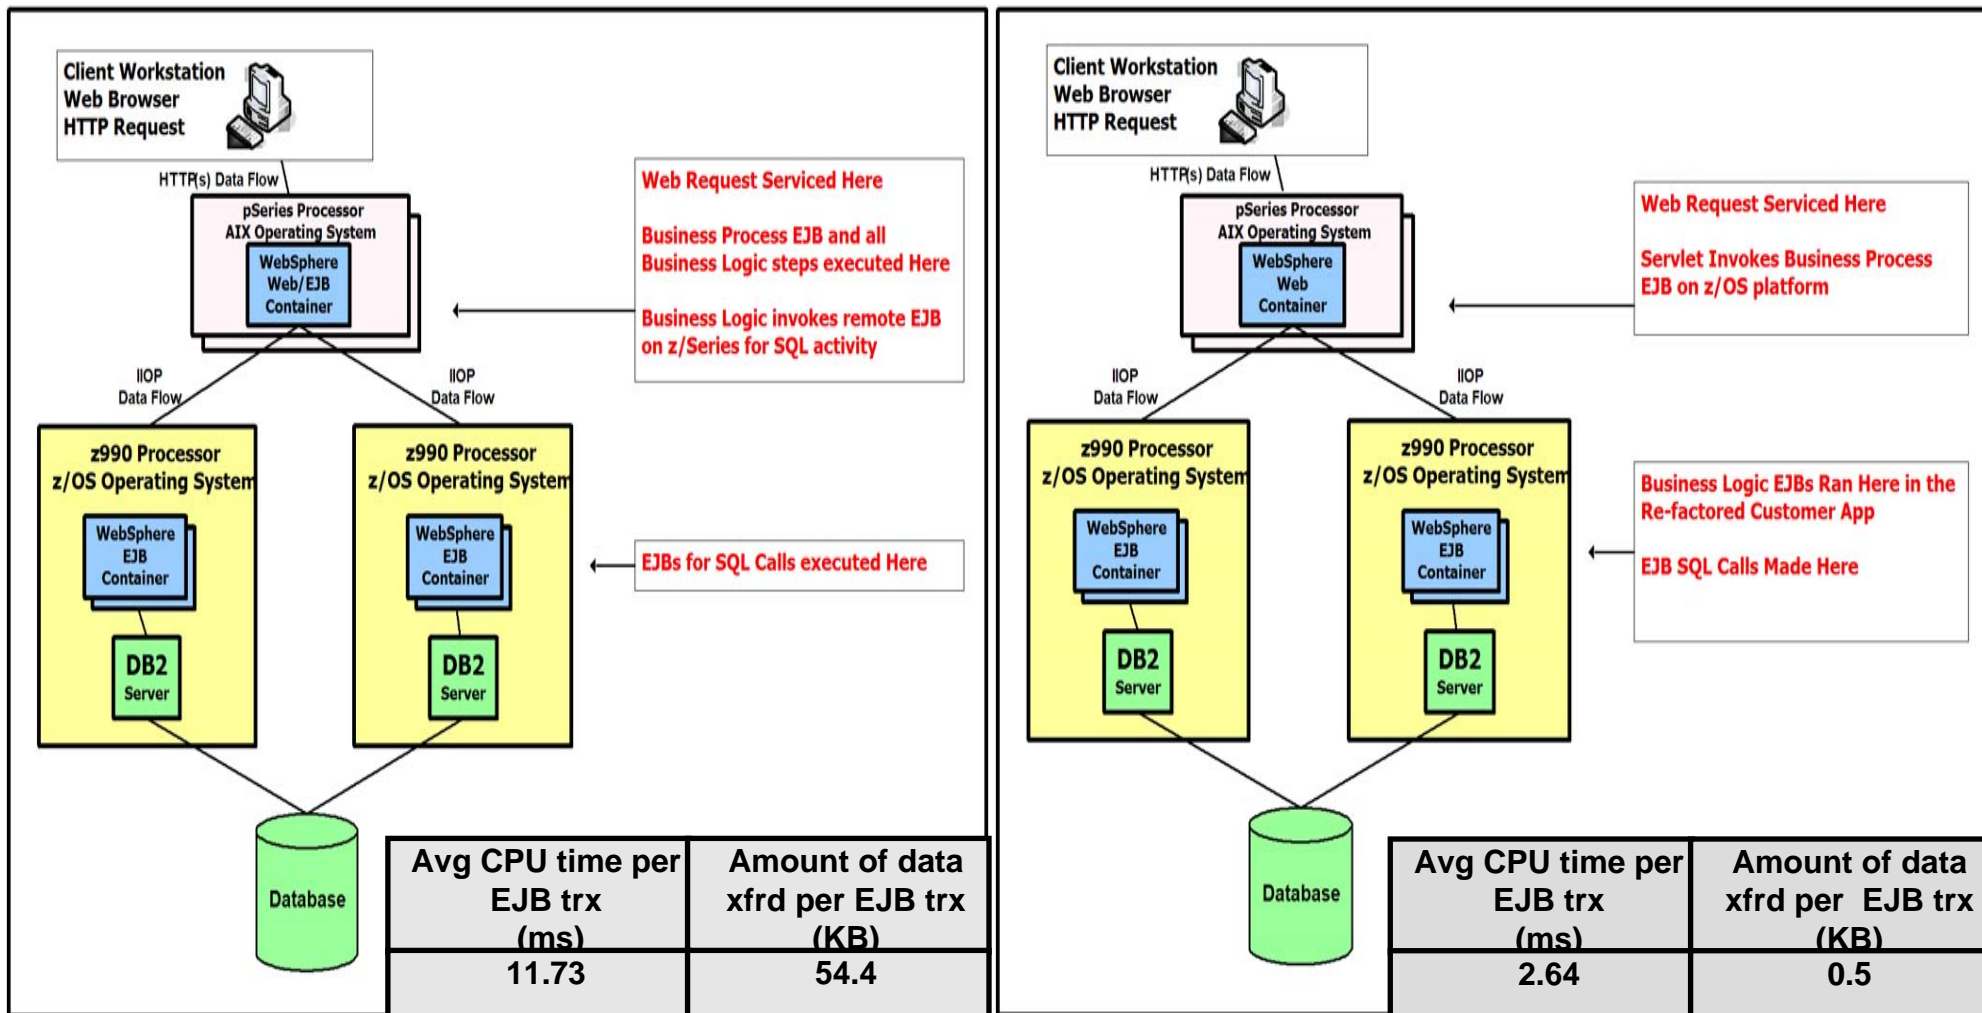 Client Workstation
Web Browser
HTTP Request
HTTP(s) Data Flow
pSeries Processor
AIX Operating System
WebSphere
Web/EJB
Container
Web Request Serviced Here
Business Process EJB and all
Business Logic steps executed Here
Business Logic invokes remote EJB
on z/Series for SQL activity
IIOP
Data Flow
IIOP
Data Flow
z990 Processor
z/OS Operating System
WebSphere
EJB
Container
DB2
Server
z990 Processor
z/OS Operating System
WebSphere
EJB
Container
DB2
Server
EJBs for SQL Calls executed Here
Database
Avg CPU time per
EJB trx
(ms)
Amount of data
xfrd per EJB trx
(KB)
11.73
54.4
Client Workstation
Web Browser
HTTP Request
HTTP(s) Data Flow
pSeries Processor
AIX Operating System
WebSphere
Web
Container
Web Request Serviced Here
Servlet Invokes Business Process
EJB on z/OS platform
IIOP
Data Flow
IIOP
Data Flow
z990 Processor
z/OS Operating System
WebSphere
EJB
Container
DB2
Server
z990 Processor
z/OS Operating System
WebSphere
EJB
Container
DB2
Server
Business Logic EJBs Ran Here in the
Re-factored Customer App
EJB SQL Calls Made Here
Database
Avg CPU time per
EJB trx
(ms)
Amount of data
xfrd per EJB trx
(KB)
2.64
0.5